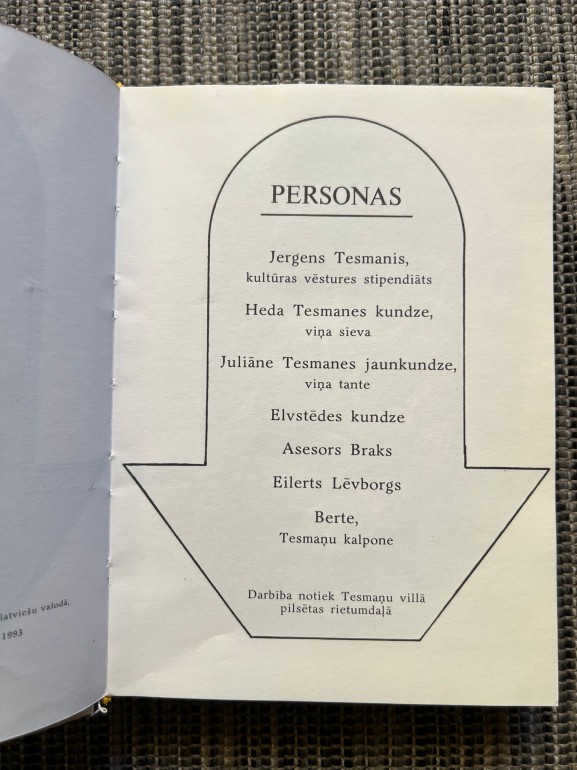 latviešu valodā,
1993
PERSONAS
Jergens Tesmanis,
kultūras vēstures stipendiāts
Heda Tesmanes kundze,
viņa sieva
Juliāne Tesmanes jaunkundze,
viņa tante
Elvstēdes kundze
Asesors Braks
Eilerts Lēvborgs
Berte,
Tesmaņu kalpone
Darbība notiek Tesmaņu villā
pilsētas rietumdaļā